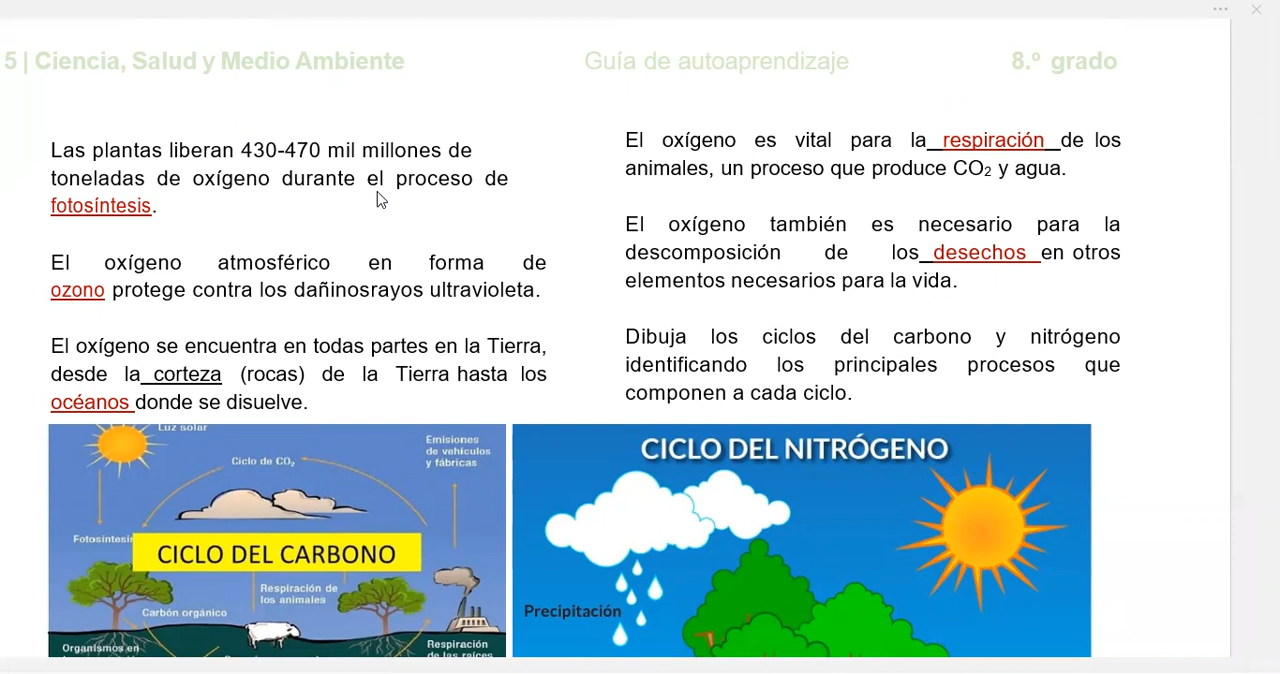 5 | Ciencia, Salud y Medio Ambiente
Guía de autoaprendizaje
8.º grado
Las plantas liberan 430-470 mil millones de
toneladas de oxígeno durante el proceso de
fotosíntesis.
El oxígeno atmosférico en forma de
ozono protege contra los dañinosrayos ultravioleta.
El oxígeno se encuentra en todas partes en la Tierra,
desde la corteza (rocas) de la Tierra hasta los
océanos donde se disuelve.
El oxígeno es vital para la respiración de los
animales, un proceso que produce CO₂ y agua.
El oxígeno también es necesario para la
descomposición de los desechos en otros
elementos necesarios para la vida.
Dibuja los ciclos del carbono y nitrógeno
identificando los principales procesos que
componen a cada ciclo.
Luz solar
Emisiones
de vehículos
y fábricas
Ciclo de CO₂
Fotosíntesi
CICLO DEL CARBONO
Respiración de
los animales
Carbón orgánico
Organismos en
Respiración
de las raíces
CICLO DEL NITRÓGENO
Precipitación